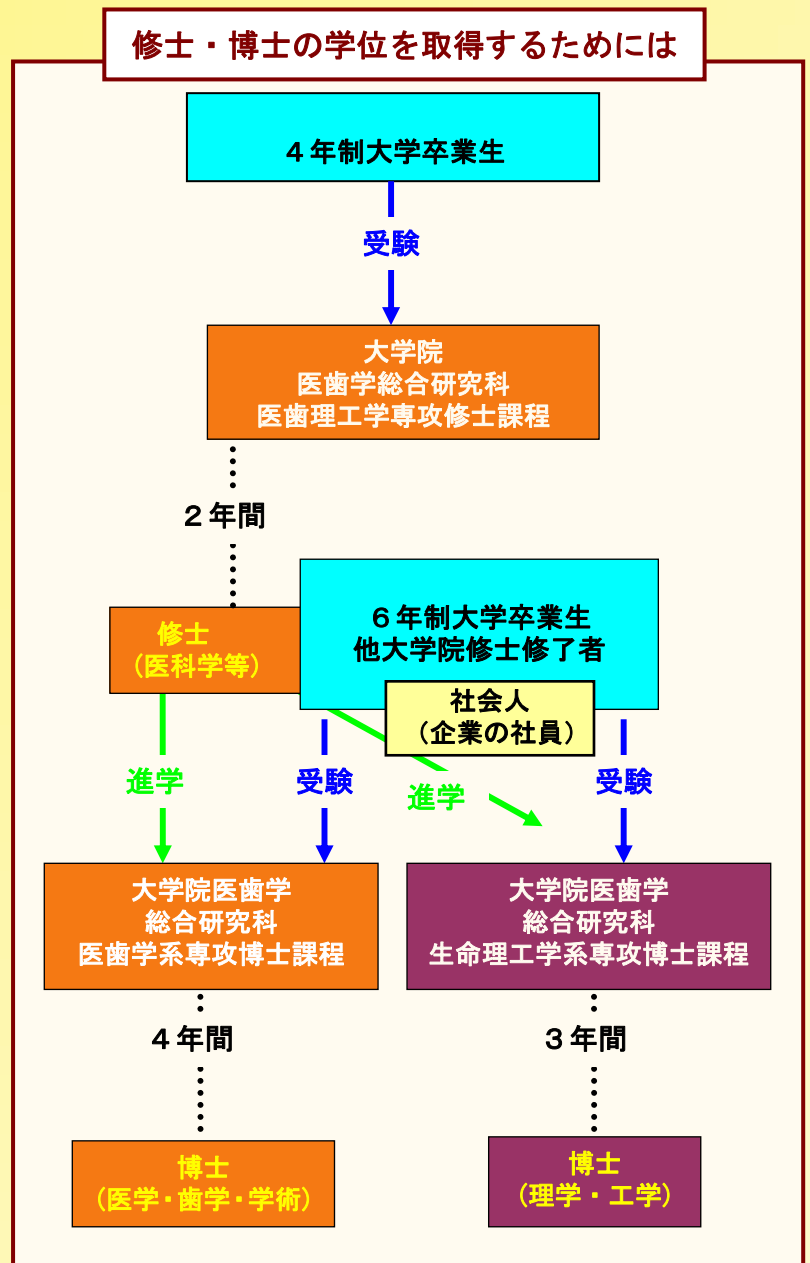 修士・博士の学位を取得するためには
４年制大学卒業生
受験
大学院
医歯学総合研究科
医歯理工学専攻修士課程
２年間
修士
（医科学等）
６年制大学卒業生
他大学院修士修了者
社会人
（企業の社員）
進学
受験
進学
受験
大学院医歯学
総合研究科
医歯学系専攻博士課程
大学院医歯学
総合研究科
生命理工学系専攻博士課程
４年間
３年間
博士
（医学・歯学・学術）
博士
（理学・工学）